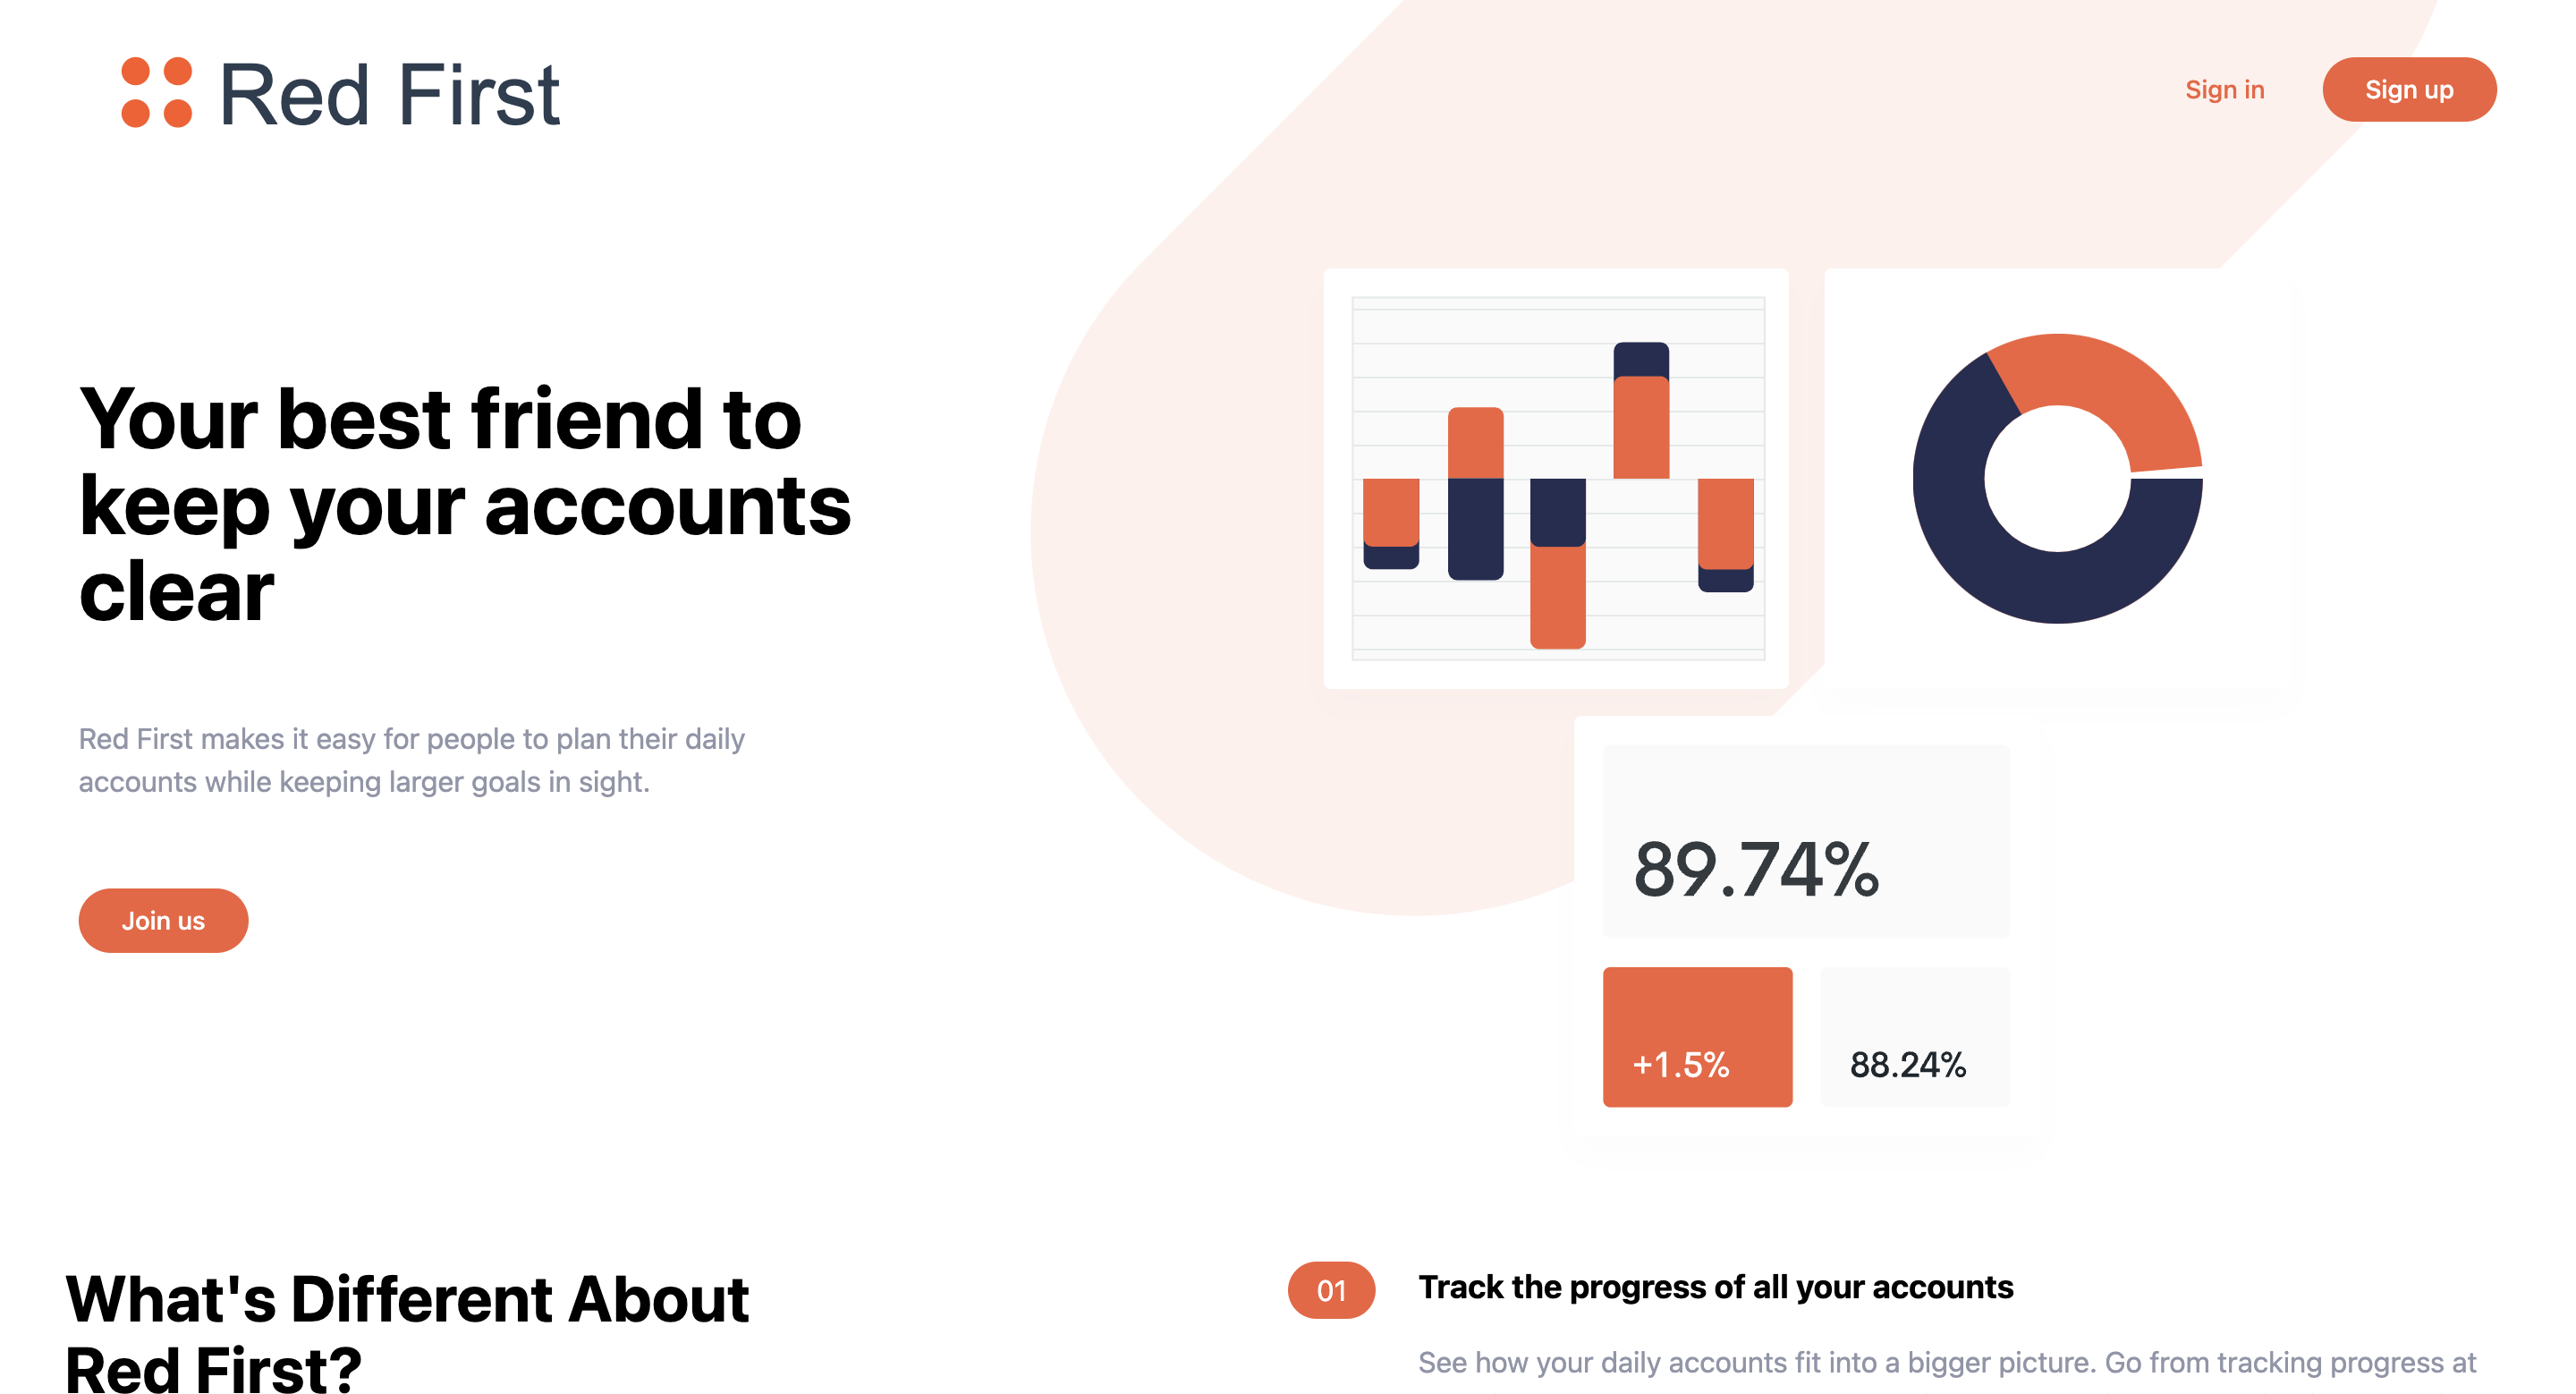 Red First
Sign in
Sign up
Your best friend to
keep your accounts
clear
Red First makes it easy for people to plan their daily
accounts while keeping larger goals in sight.
Join us
89.74%
+1.5%
88.24%
What's Different About
Red First?
01
Track the progress of all your accounts
See how your daily accounts fit into a bigger picture. Go from tracking progress at